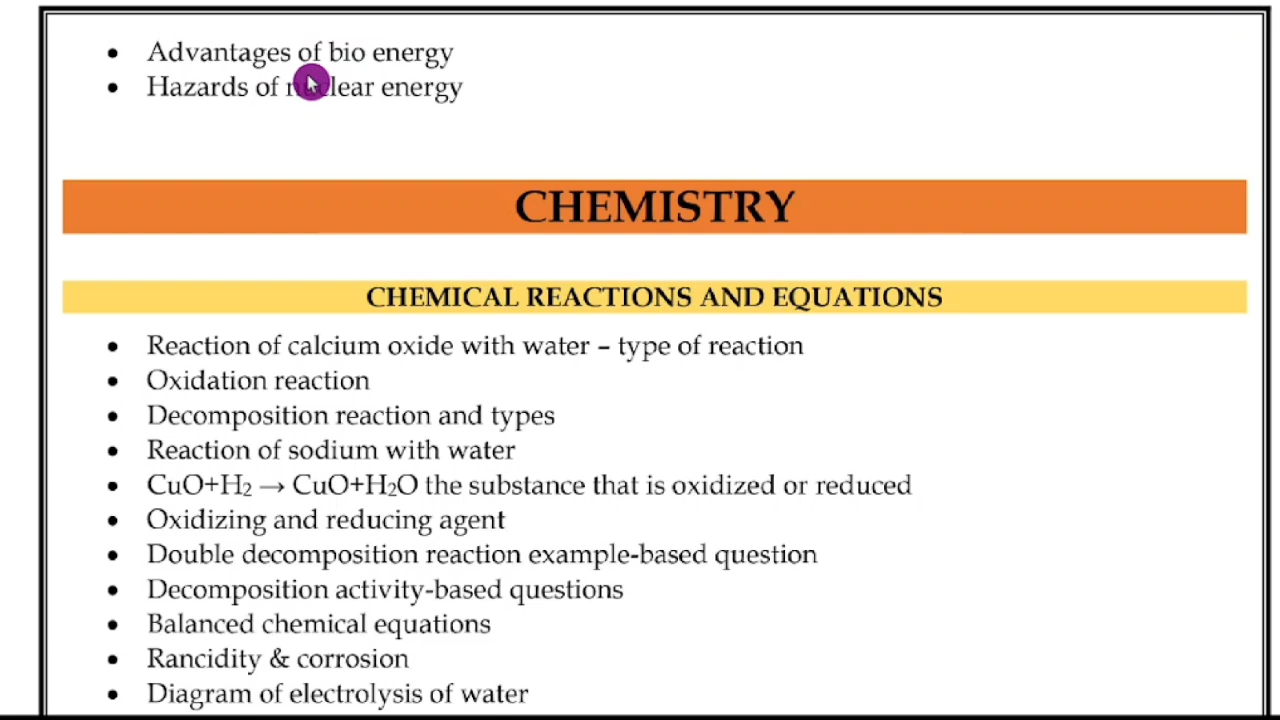 • Advantages of bio energy
• Hazards of nuclear energy
CHEMISTRY
CHEMICAL REACTIONS AND EQUATIONS
• Reaction of calcium oxide with water – type of reaction
• Oxidation reaction
• Decomposition reaction and types
• Reaction of sodium with water
• CuO+H₂ → CuO+H₂O the substance that is oxidized or reduced
• Oxidizing and reducing agent
• Double decomposition reaction example-based question
• Decomposition activity-based questions
• Balanced chemical equations
• Rancidity & corrosion
• Diagram of electrolysis of water